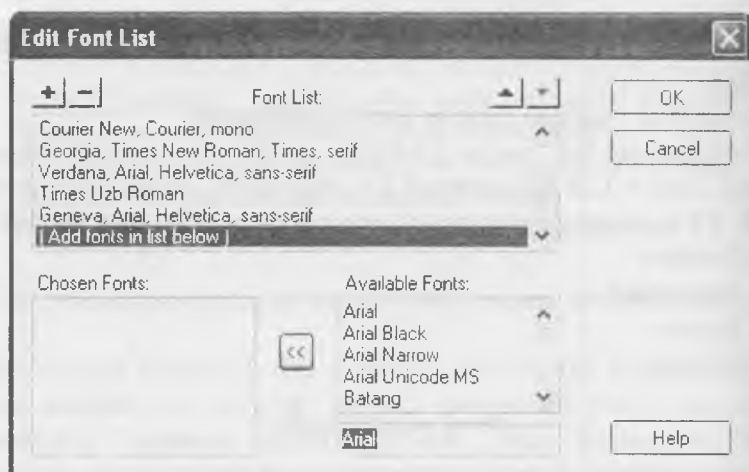 Edit Font List
Font List:
Courier New, Courier, mono
Georgia, Times New Roman, Times, serif
Verdana, Arial, Helvetica, sans-serif
Times Uzb Roman
Geneva, Arial, Helvetica, sans-serif
( Add fonts in list below )
OK
Cancel
Chosen Fonts:
Available Fonts:
<<
Arial
Arial Black
Arial Narrow
Arial Unicode MS
Batang
Arial
Help